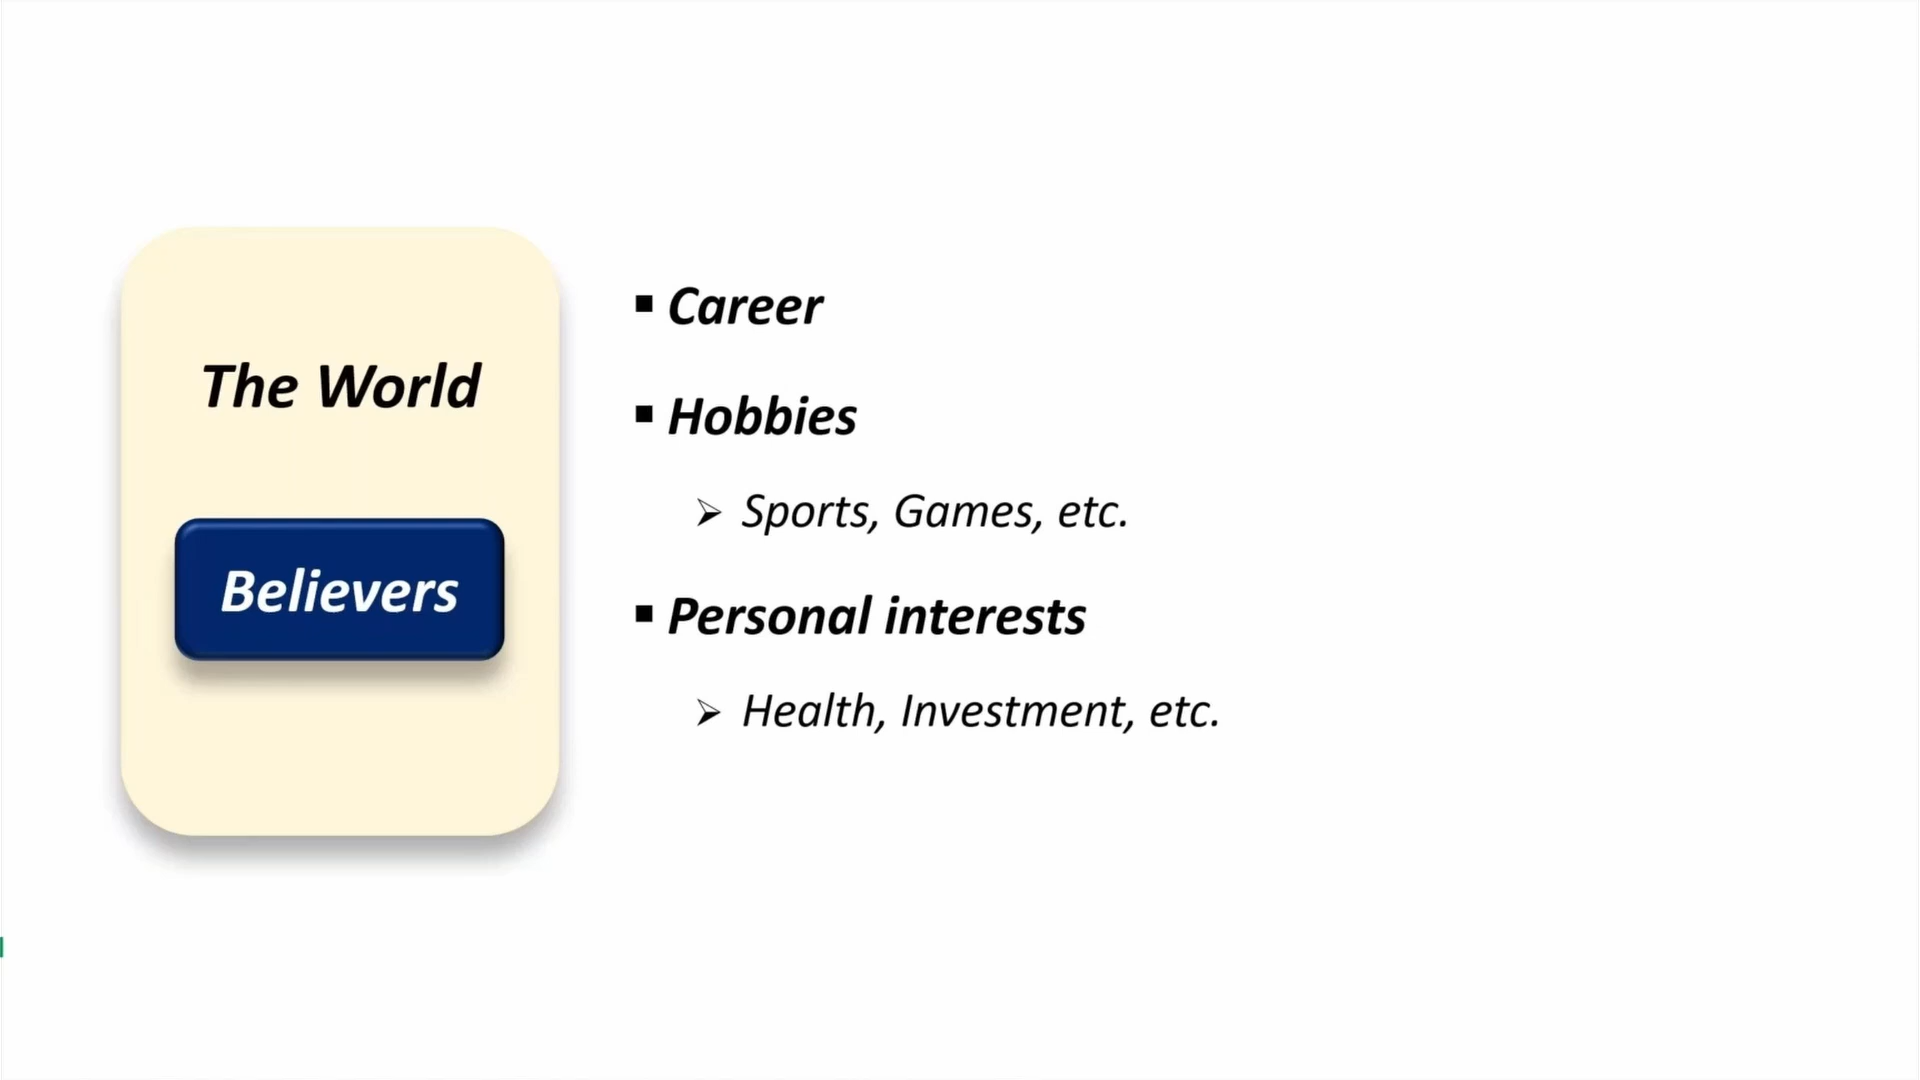 The World
Believers
▪ Career
▪ Hobbies
➢ Sports, Games, etc.
▪ Personal interests
➢ Health, Investment, etc.